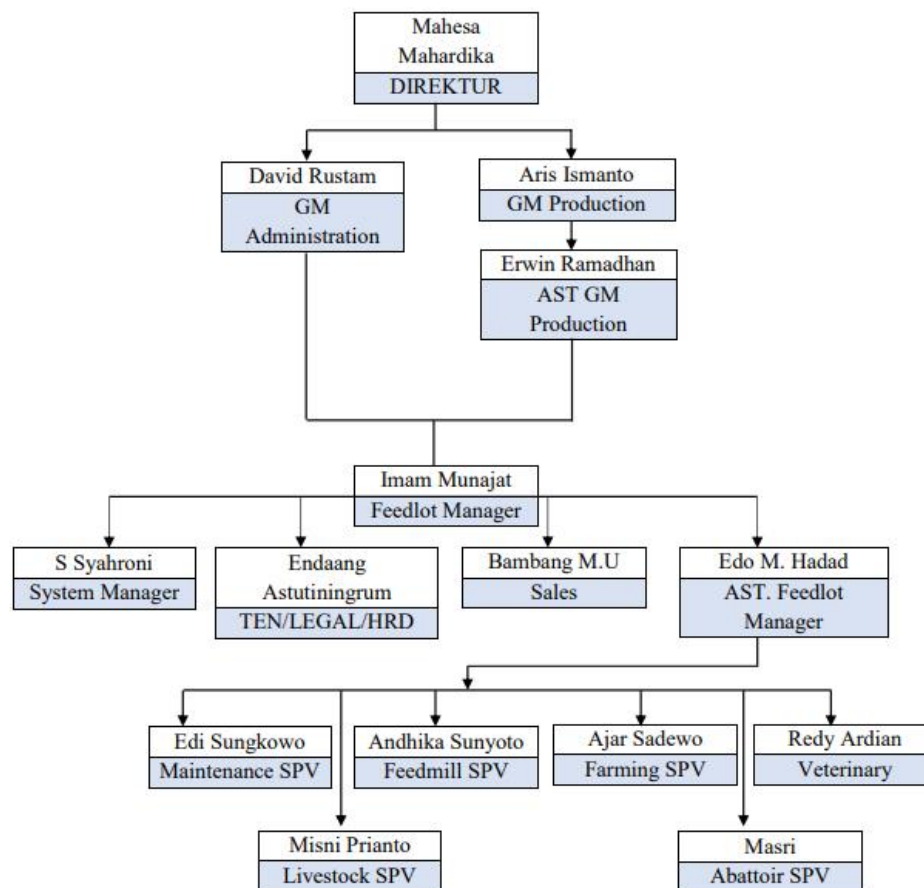 Mahesa
Mahardika
DIREKTUR
David Rustam
GM
Administration
Aris Ismanto
GM Production
Erwin Ramadhan
AST GM
Production
Imam Munajat
Feedlot Manager
S Syahroni
System Manager
Endaang
Astutiningrum
TEN/LEGAL/HRD
Bambang M.U
Sales
Edo M. Hadad
AST. Feedlot
Manager
Edi Sungkowo
Maintenance SPV
Andhika Sunyoto
Feedmill SPV
Ajar Sadewo
Farming SPV
Redy Ardian
Veterinary
Misni Prianto
Livestock SPV
Masri
Abattoir SPV